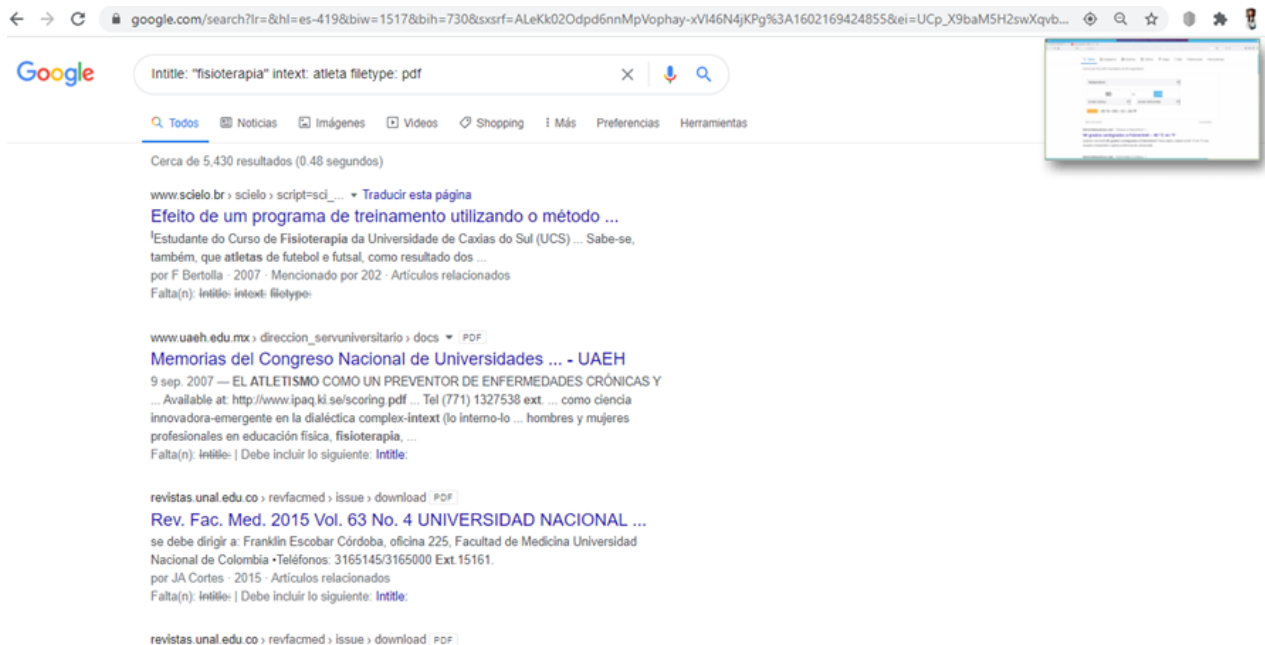 google.com/search?lr=&hl=es-419&biw=1517&bih=730&sxsrf=ALeKk02Odpd6nnMpVophay-xVl46N4jKPg%3A1602169424855&ei=UCp_X9baM5H2swXqvb...
Google
Intitle: "fisioterapia" intext: atleta filetype: pdf
Todos Noticias Imágenes Videos Shopping Más Preferencias Herramientas
Cerca de 5,430 resultados (0.48 segundos)
www.scielo.br › scielo › script=sci_... Traducir esta página
Efeito de um programa de treinamento utilizando o método ...
IEstudante do Curso de Fisioterapia da Universidade de Caxias do Sul (UCS) ... Sabe-se,
também, que atletas de futebol e futsal, como resultado dos ...
por F Bertolla · 2007 · Mencionado por 202 · Artículos relacionados
Falta(n): Intitle: intext: filetype:
www.uaeh.edu.mx › direccion_servuniversitario › docs PDF
Memorias del Congreso Nacional de Universidades ... - UAEH
9 sep. 2007 — EL ATLETISMO COMO UN PREVENTOR DE ENFERMEDADES CRÓNICAS Y
... Available at: http://www.ipaq.ki.se/scoring.pdf ... Tel (771) 1327538 ext. ... como ciencia
innovadora-emergente en la dialéctica complex-intext (lo interno-lo ... hombres y mujeres
profesionales en educación física, fisioterapia, ...
Falta(n): Intitle: | Debe incluir lo siguiente: Intitle:
revistas.unal.edu.co › revfacmed › issue › download PDF
Rev. Fac. Med. 2015 Vol. 63 No. 4 UNIVERSIDAD NACIONAL ...
se debe dirigir a: Franklin Escobar Córdoba, oficina 225, Facultad de Medicina Universidad
Nacional de Colombia •Teléfonos: 3165145/3165000 Ext.15161.
por JA Cortes · 2015 · Artículos relacionados
Falta(n): Intitle: | Debe incluir lo siguiente: Intitle:
revistas.unal.edu.co › revfacmed › issue › download PDF